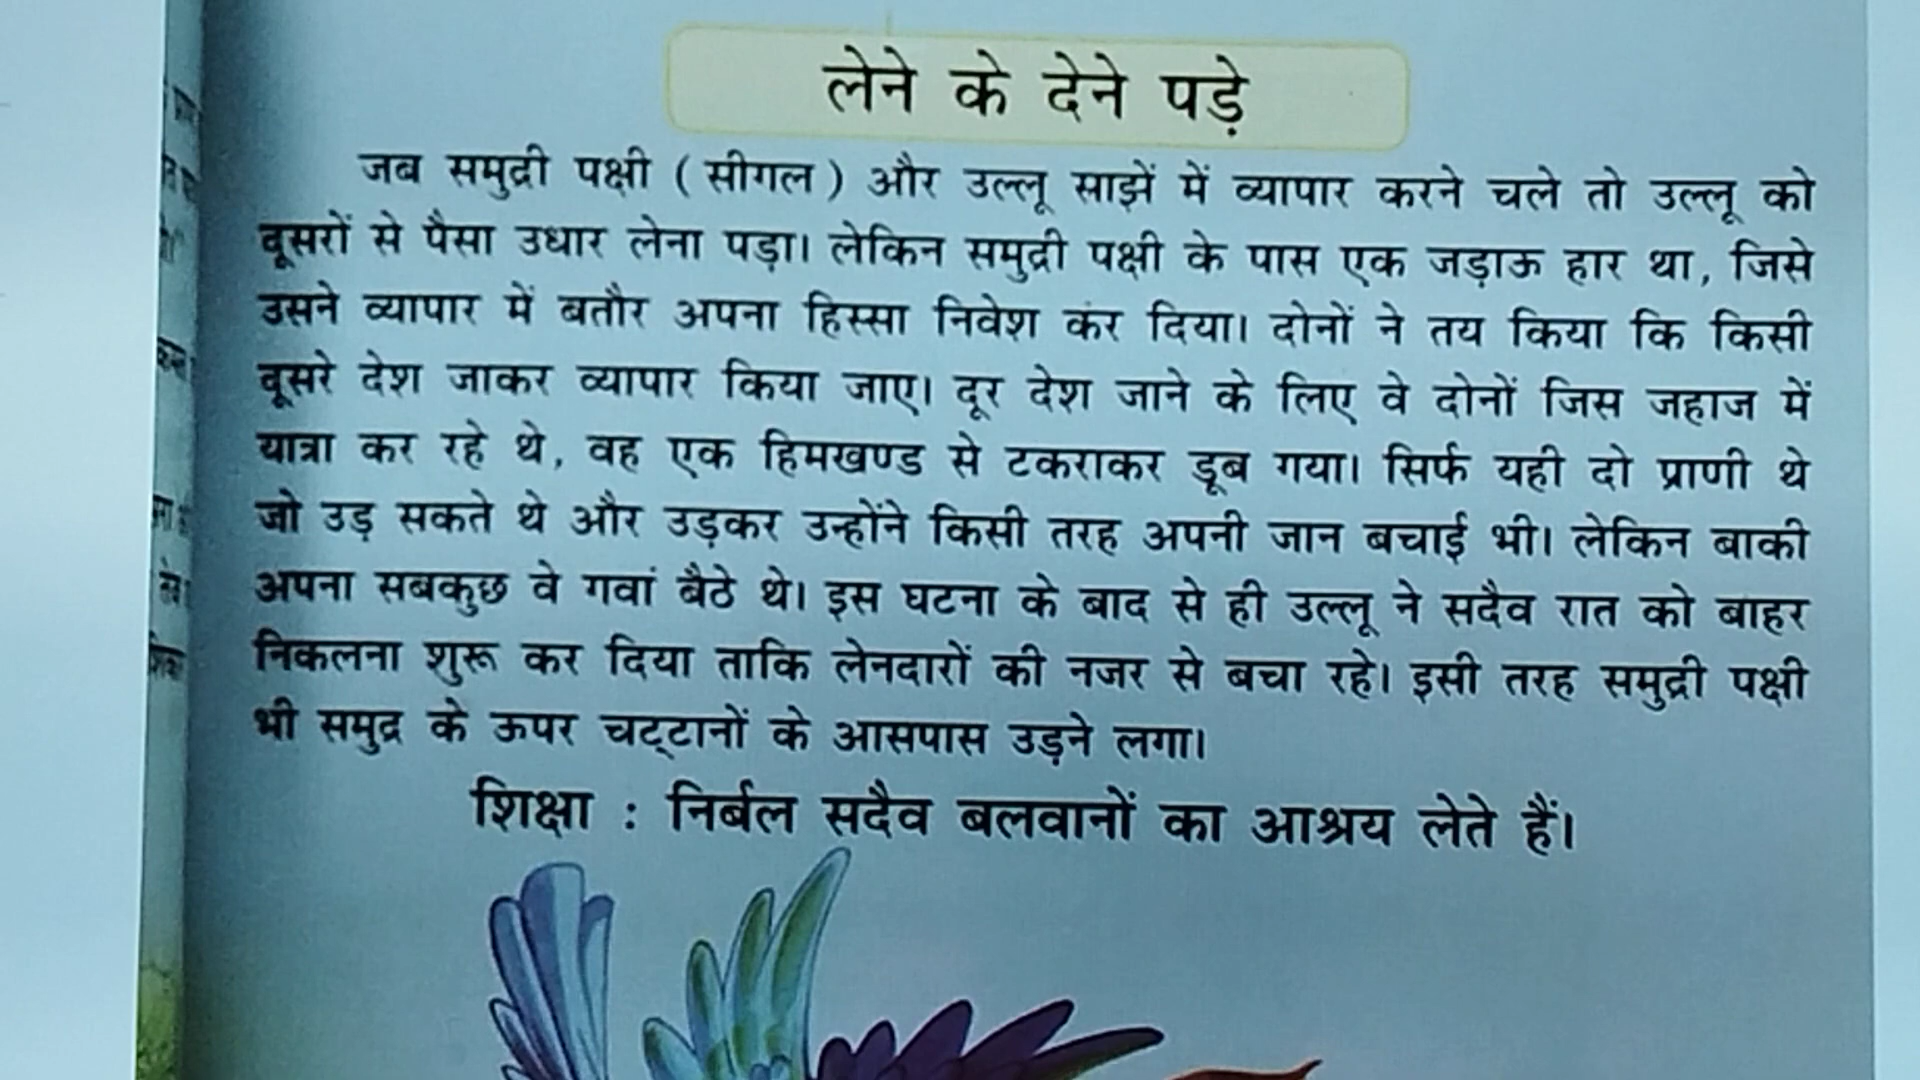 लेने के देने पड़े
जब समुद्री पक्षी ( सीगल ) और उल्लू साझें में व्यापार करने चले तो उल्लू को
दूसरों से पैसा उधार लेना पड़ा। लेकिन समुद्री पक्षी के पास एक जड़ाऊ हार था, जिसे
उसने व्यापार में बतौर अपना हिस्सा निवेश कंर दिया। दोनों ने तय किया कि किसी
दूसरे देश जाकर व्यापार किया जाए। दूर देश जाने के लिए वे दोनों जिस जहाज में
यात्रा कर रहे थे, वह एक हिमखण्ड से टकराकर डूब गया। सिर्फ यही दो प्राणी थे
जो उड़ सकते थे और उड़कर उन्होंने किसी तरह अपनी जान बचाई भी। लेकिन बाकी
अपना सबकुछ वे गवां बैठे थे। इस घटना के बाद से ही उल्लू ने सदैव रात को बाहर
निकलना शुरू कर दिया ताकि लेनदारों की नजर से बचा रहे। इसी तरह समुद्री पक्षी
भी समुद्र के ऊपर चट्टानों के आसपास उड़ने लगा।
शिक्षा : निर्बल सदैव बलवानों का आश्रय लेते हैं।